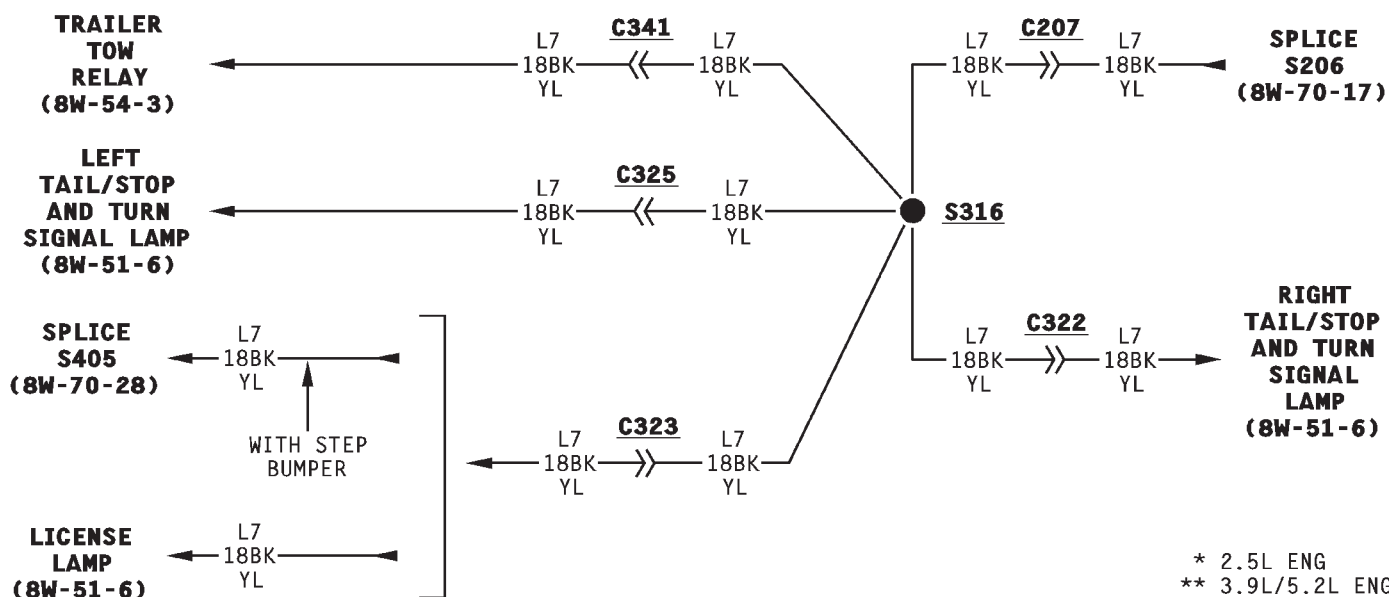 TRAILER
TOW
RELAY
(8W-54-3)
L7
18BK
YL
C341
L7
18BK
YL
L7
18BK
YL
C207
L7
18BK
YL
SPLICE
S206
(8W-70-17)
LEFT
TAIL/STOP
AND TURN
SIGNAL LAMP
(8W-51-6)
L7
18BK
YL
C325
L7
18BK
YL
S316
SPLICE
S405
(8W-70-28)
L7
18BK
YL
WITH STEP
BUMPER
L7
18BK
YL
C323
L7
18BK
YL
L7
18BK
YL
C322
L7
18BK
YL
RIGHT
TAIL/STOP
AND TURN
SIGNAL
LAMP
(8W-51-6)
LICENSE
LAMP
(8W-51-6)
L7
18BK
YL
* 2.5L ENG
** 3.9L/5.2L ENG